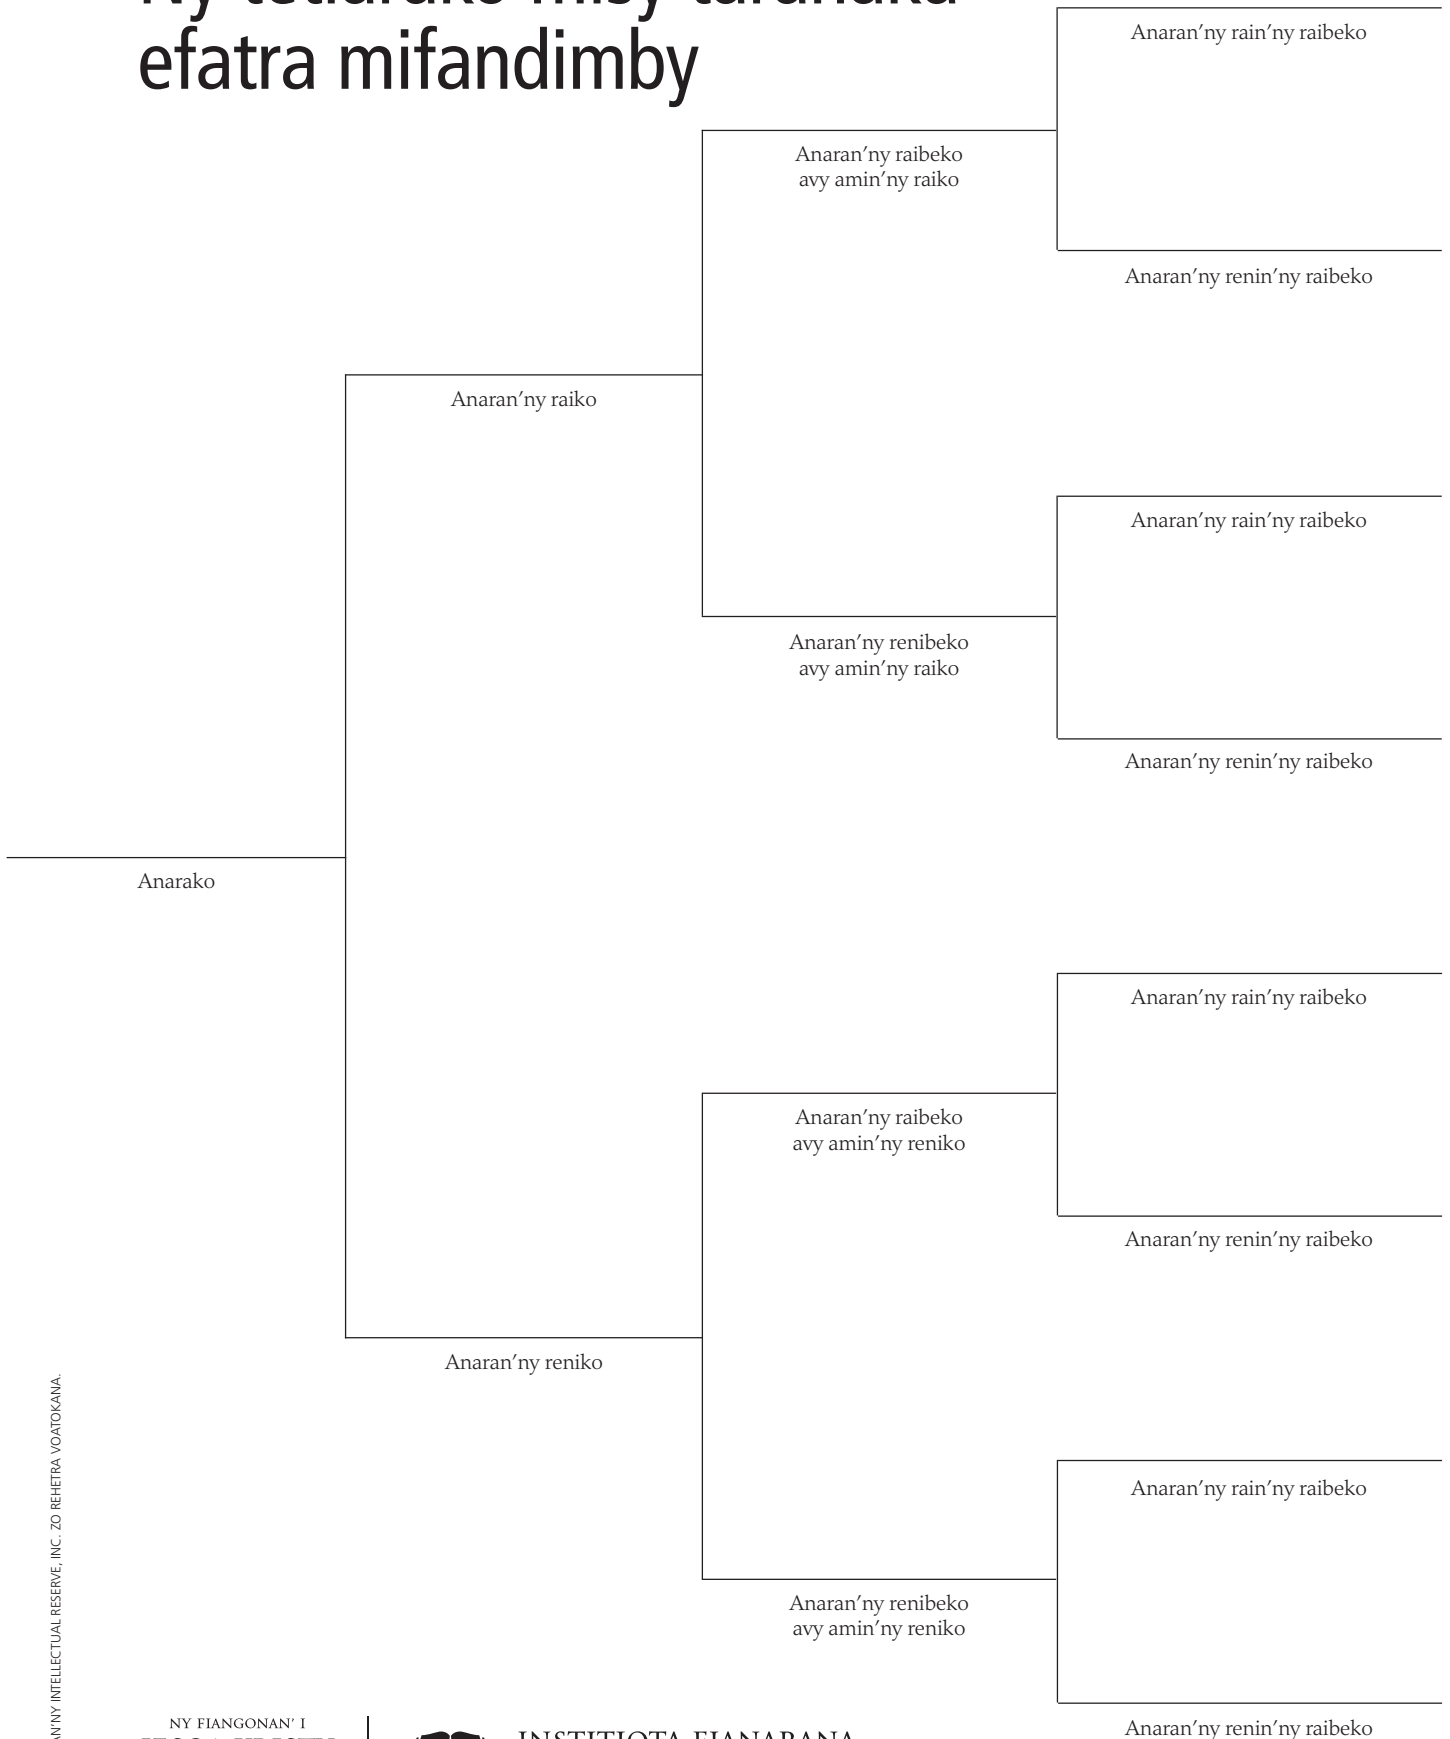 efatra mifandimby
Anaran’ny rain’ny raibeko
Anaran’ny raibeko
avy amin’ny raiko
Anaran’ny renin’ny raibeko
Anaran’ny raiko
Anaran’ny rain’ny raibeko
Anaran’ny renibeko
avy amin’ny raiko
Anaran’ny renin’ny raibeko
Anarako
Anaran’ny rain’ny raibeko
Anaran’ny raibeko
avy amin’ny reniko
Anaran’ny renin’ny raibeko
Anaran’ny reniko
Anaran’ny rain’ny raibeko
Anaran’ny renibeko
avy amin’ny reniko
Anaran’ny renin’ny raibeko
NY INTELLECTUAL RESERVE, INC. ZO REHETRA VOATOKANA.
NY FIANGONAN’ I
INSTITIOTA FIANARANA